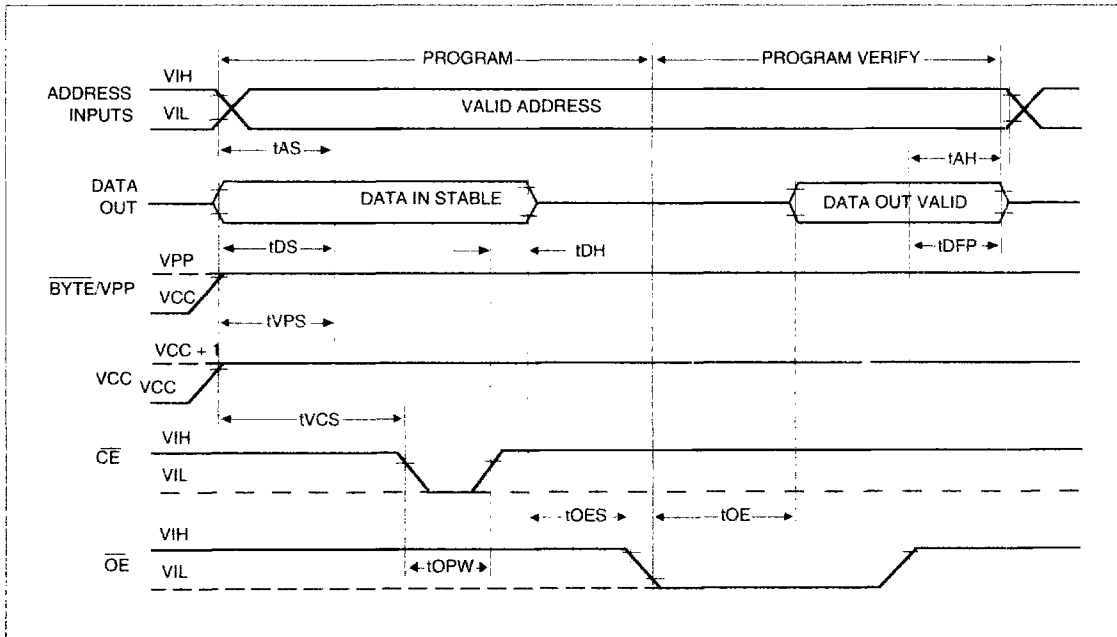 PROGRAM
PROGRAM VERIFY
ADDRESS
INPUTS
VIH
VIL
VALID ADDRESS
tAS
tAH
DATA
OUT
DATA IN STABLE
DATA OUT VALID
tDS
tDH
tDFP
BYTE/VPP
VPP
VCC
tVPS
VCC
VCC + 1
VCC
tVCS
CE
VIH
VIL
tOES
tOE
OE
VIH
VIL
tOPW